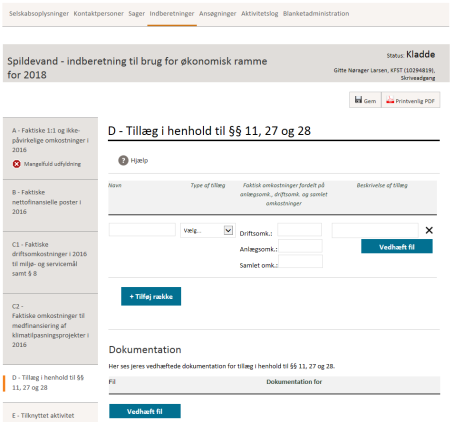 Selskabsoplysninger Kontaktpersoner Sager Indberetninger Ansøgninger Aktivitetslog Blanketadministration
Spildevand - indberetning til brug for økonomisk ramme
for 2018
Status: Kladde
Gitte Nørager Larsen, KFST (10294819),
Skriveadgang
Gem Printvenlig PDF
A - Faktiske 1:1 og ikke-
påvirkelige omkostninger i
2016
Mangelfuld udfyldning
B - Faktiske
nettofinansielle poster i
2016
C1 - Faktiske
driftsomkostninger i 2016
til miljø- og servicemål
samt § 8
C2 -
Faktiske omkostninger til
medfinansiering af
klimatilpasningsprojekter i
2016
D - Tillæg i henhold til §§
11, 27 og 28
E - Tilknyttet aktivitet
D - Tillæg i henhold til §§ 11, 27 og 28
Hjælp
Navn Type af tillæg Faktisk omkostninger fordelt på Beskrivelse af tillæg
anlægsomk., driftsomk. og samlet
omkostninger
Vælg... Driftsomk.:
Anlægsomk.: Vedhæft fil
Samlet omk.:
+ Tilføj række
Dokumentation
Her ses jeres vedhæftede dokumentation for tillæg i henhold til §§ 11, 27 og 28.
Fil Dokumentation for
Vedhæft fil